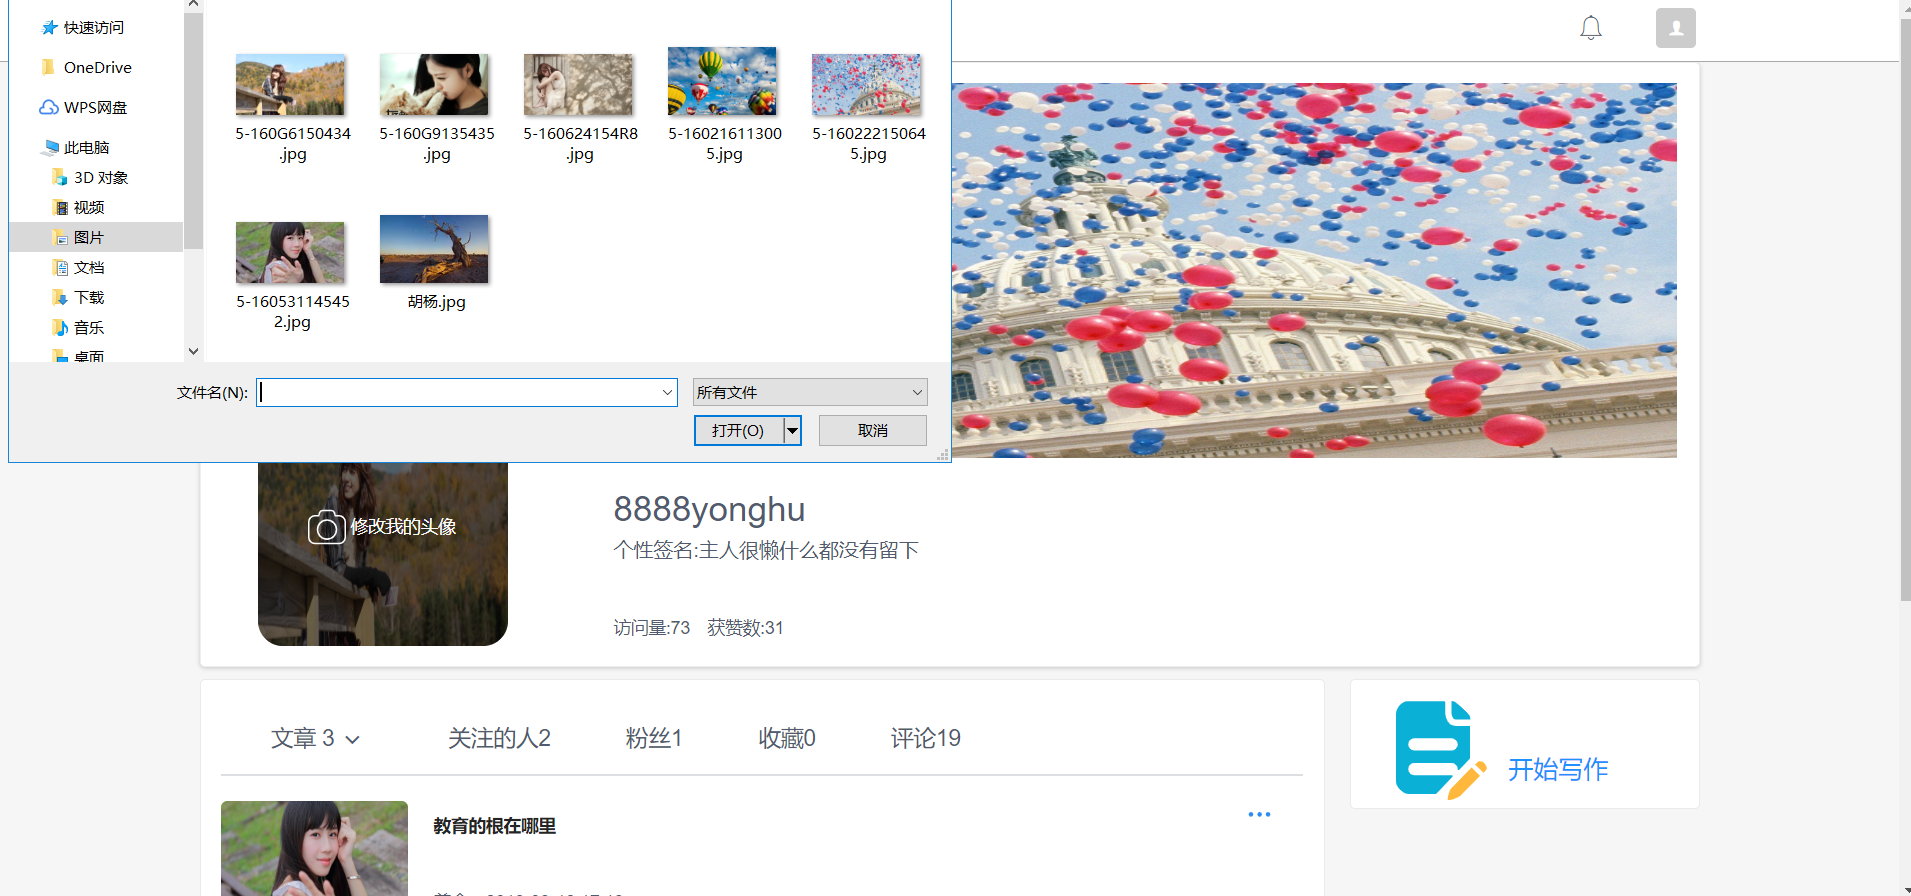 快速访问
OneDrive
WPS网盘
此电脑
3D 对象
视频
图片
文档
下载
音乐
桌面
5-160G6150434
.jpg
5-160G9135435
.jpg
5-160624154R8
.jpg
5-16021611300
5.jpg
5-16022215064
5.jpg
5-16053114545
2.jpg
胡杨.jpg
文件名(N):
所有文件
打开(O)
取消
修改我的头像
8888yonghu
个性签名:主人很懒什么都没有留下
访问量:73 获赞数:31
文章 3
关注的人2
粉丝1
收藏0
评论19
开始写作
教育的根在哪里